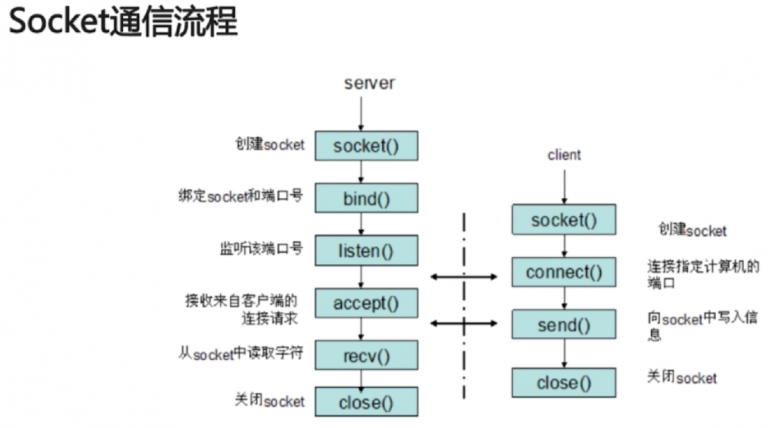 Socket通信流程
server
创建socket
socket()
绑定socket和端口号
bind()
监听该端口号
listen()
接收来自客户端的
连接请求
accept()
从socket中读取字符
recv()
关闭socket
close()
client
socket()
创建socket
connect()
连接指定计算机的
端口
send()
向socket中写入信
息
close()
关闭socket